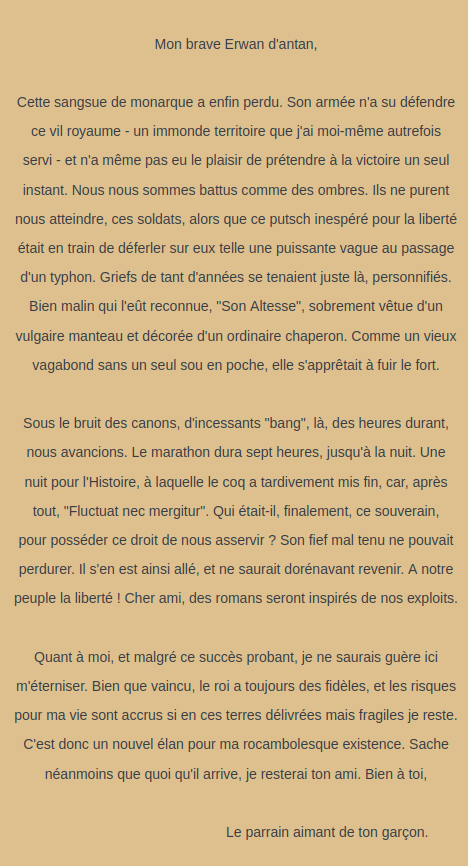 Mon brave Erwan d'antan,
Cette sangsue de monarque a enfin perdu. Son armée n'a su défendre
ce vil royaume - un immonde territoire que j'ai moi-même autrefois
servi - et n'a même pas eu le plaisir de prétendre à la victoire un seul
instant. Nous nous sommes battus comme des ombres. Ils ne purent
nous atteindre, ces soldats, alors que ce putsch inespéré pour la liberté
était en train de déferler sur eux telle une puissante vague au passage
d'un typhon. Griefs de tant d'années se tenaient juste là, personnifiés.
Bien malin qui l'eût reconnue, "Son Altesse", sobrement vêtue d'un
vulgaire manteau et décorée d'un ordinaire chaperon. Comme un vieux
vagabond sans un seul sou en poche, elle s'apprêtait à fuir le fort.
Sous le bruit des canons, d'incessants "bang", là, des heures durant,
nous avancions. Le marathon dura sept heures, jusqu'à la nuit. Une
nuit pour l'Histoire, à laquelle le coq a tardivement mis fin, car, après
tout, "Fluctuat nec mergitur". Qui était-il, finalement, ce souverain,
pour posséder ce droit de nous asservir ? Son fief mal tenu ne pouvait
perdurer. Il s'en est ainsi allé, et ne saurait dorénavant revenir. A notre
peuple la liberté ! Cher ami, des romans seront inspirés de nos exploits.
Quant à moi, et malgré ce succès probant, je ne saurais guère ici
m'éterniser. Bien que vaincu, le roi a toujours des fidèles, et les risques
pour ma vie sont accrus si en ces terres délivrées mais fragiles je reste.
C'est donc un nouvel élan pour ma rocambolesque existence. Sache
néanmoins que quoi qu'il arrive, je resterai ton ami. Bien à toi,
Le parrain aimant de ton garçon.